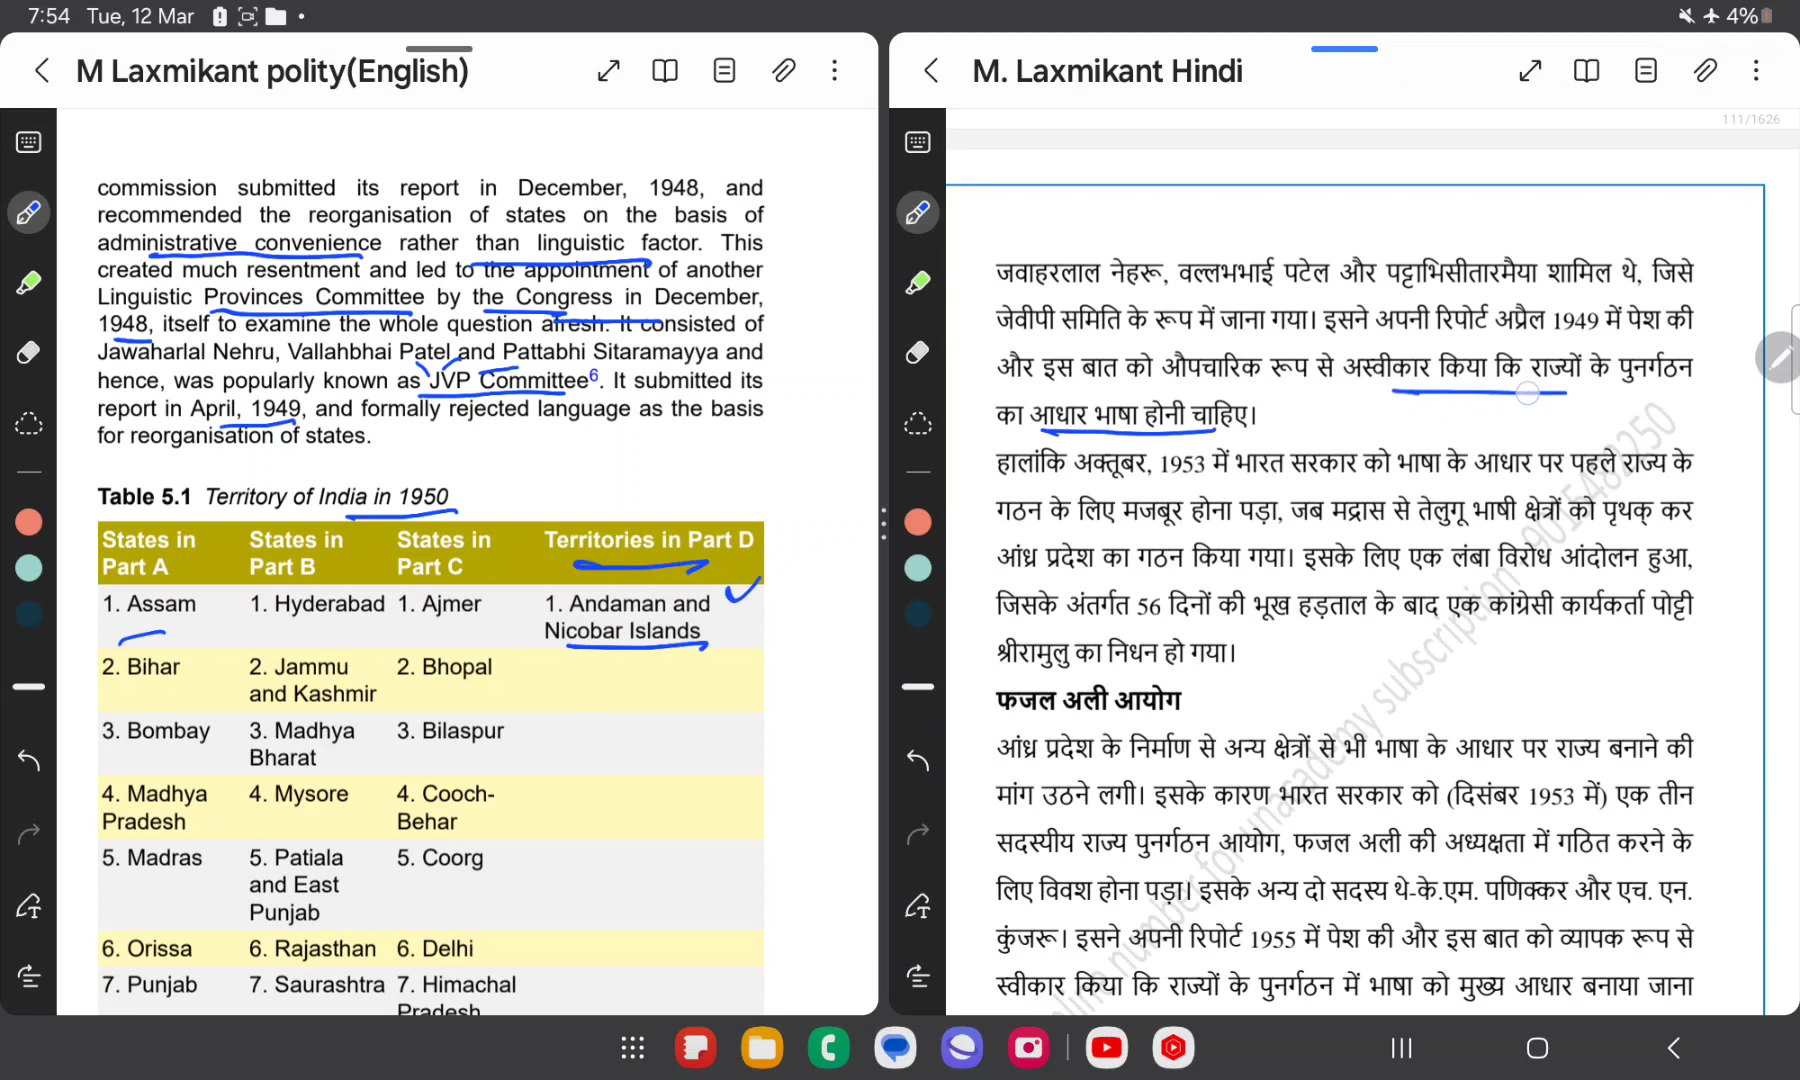 7:54 Tue, 12 Mar
4%
M Laxmikant polity(English)
commission submitted its report in December, 1948, and
recommended the reorganisation of states on the basis of
administrative convenience rather than linguistic factor. This
created much resentment and led to the appointment of another
Linguistic Provinces Committee by the Congress in December,
1948, itself to examine the whole question afresh. It consisted of
Jawaharlal Nehru, Vallahbhai Patel and Pattabhi Sitaramayya and
hence, was popularly known as JVP Committee6. It submitted its
report in April, 1949, and formally rejected language as the basis
for reorganisation of states.
Table 5.1 Territory of India in 1950
States in Part A States in Part B States in Part C Territories in Part D
1. Assam 1. Hyderabad 1. Ajmer 1. Andaman and Nicobar Islands
2. Bihar 2. Jammu and Kashmir 2. Bhopal
3. Bombay 3. Madhya Bharat 3. Bilaspur
4. Madhya Pradesh 4. Mysore 4. Cooch-Behar
5. Madras 5. Patiala and East Punjab 5. Coorg
6. Orissa 6. Rajasthan 6. Delhi
7. Punjab 7. Saurashtra 7. Himachal Pradesh
M. Laxmikant Hindi
111/1626
जवाहरलाल नेहरू, वल्लभभाई पटेल और पट्टाभिसीतारमैया शामिल थे, जिसे
जेवीपी समिति के रूप में जाना गया। इसने अपनी रिपोर्ट अप्रैल 1949 में पेश की
और इस बात को औपचारिक रूप से अस्वीकार किया कि राज्यों के पुनर्गठन
का आधार भाषा होनी चाहिए।
हालांकि अक्तूबर, 1953 में भारत सरकार को भाषा के आधार पर पहले राज्य के
गठन के लिए मजबूर होना पड़ा, जब मद्रास से तेलुगू भाषी क्षेत्रों को पृथक् कर
आंध्र प्रदेश का गठन किया गया। इसके लिए एक लंबा विरोध आंदोलन हुआ,
जिसके अंतर्गत 56 दिनों की भूख हड़ताल के बाद एक कांग्रेसी कार्यकर्ता पोट्टी
श्रीरामुलु का निधन हो गया।
फजल अली आयोग
आंध्र प्रदेश के निर्माण से अन्य क्षेत्रों से भी भाषा के आधार पर राज्य बनाने की
मांग उठने लगी। इसके कारण भारत सरकार को (दिसंबर 1953 में) एक तीन
सदस्यीय राज्य पुनर्गठन आयोग, फजल अली की अध्यक्षता में गठित करने के
लिए विवश होना पड़ा। इसके अन्य दो सदस्य थे-के.एम. पणिक्कर और एच. एन.
कुंजरू। इसने अपनी रिपोर्ट 1955 में पेश की और इस बात को व्यापक रूप से
स्वीकार किया कि राज्यों के पुनर्गठन में भाषा को मुख्य आधार बनाया जाना
number for unacademy subscription